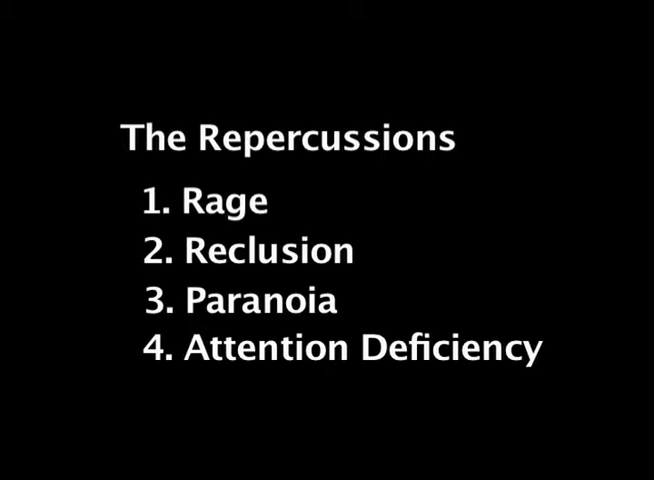 The Repercussions
1. Rage
2. Reclusion
3. Paranoia
4. Attention Deficiency